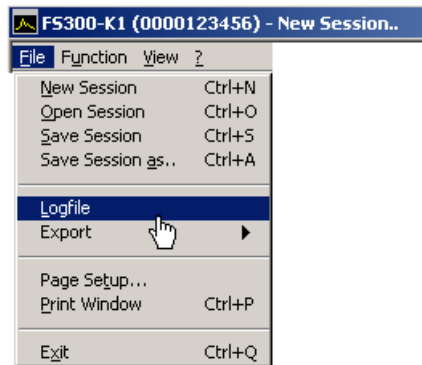 FS300-K1 (0000123456) - New Session..
File Function View ?
New Session Ctrl+N
Open Session Ctrl+O
Save Session Ctrl+S
Save Session as.. Ctrl+A
Logfile
Export
Page Setup...
Print Window Ctrl+P
Exit Ctrl+Q